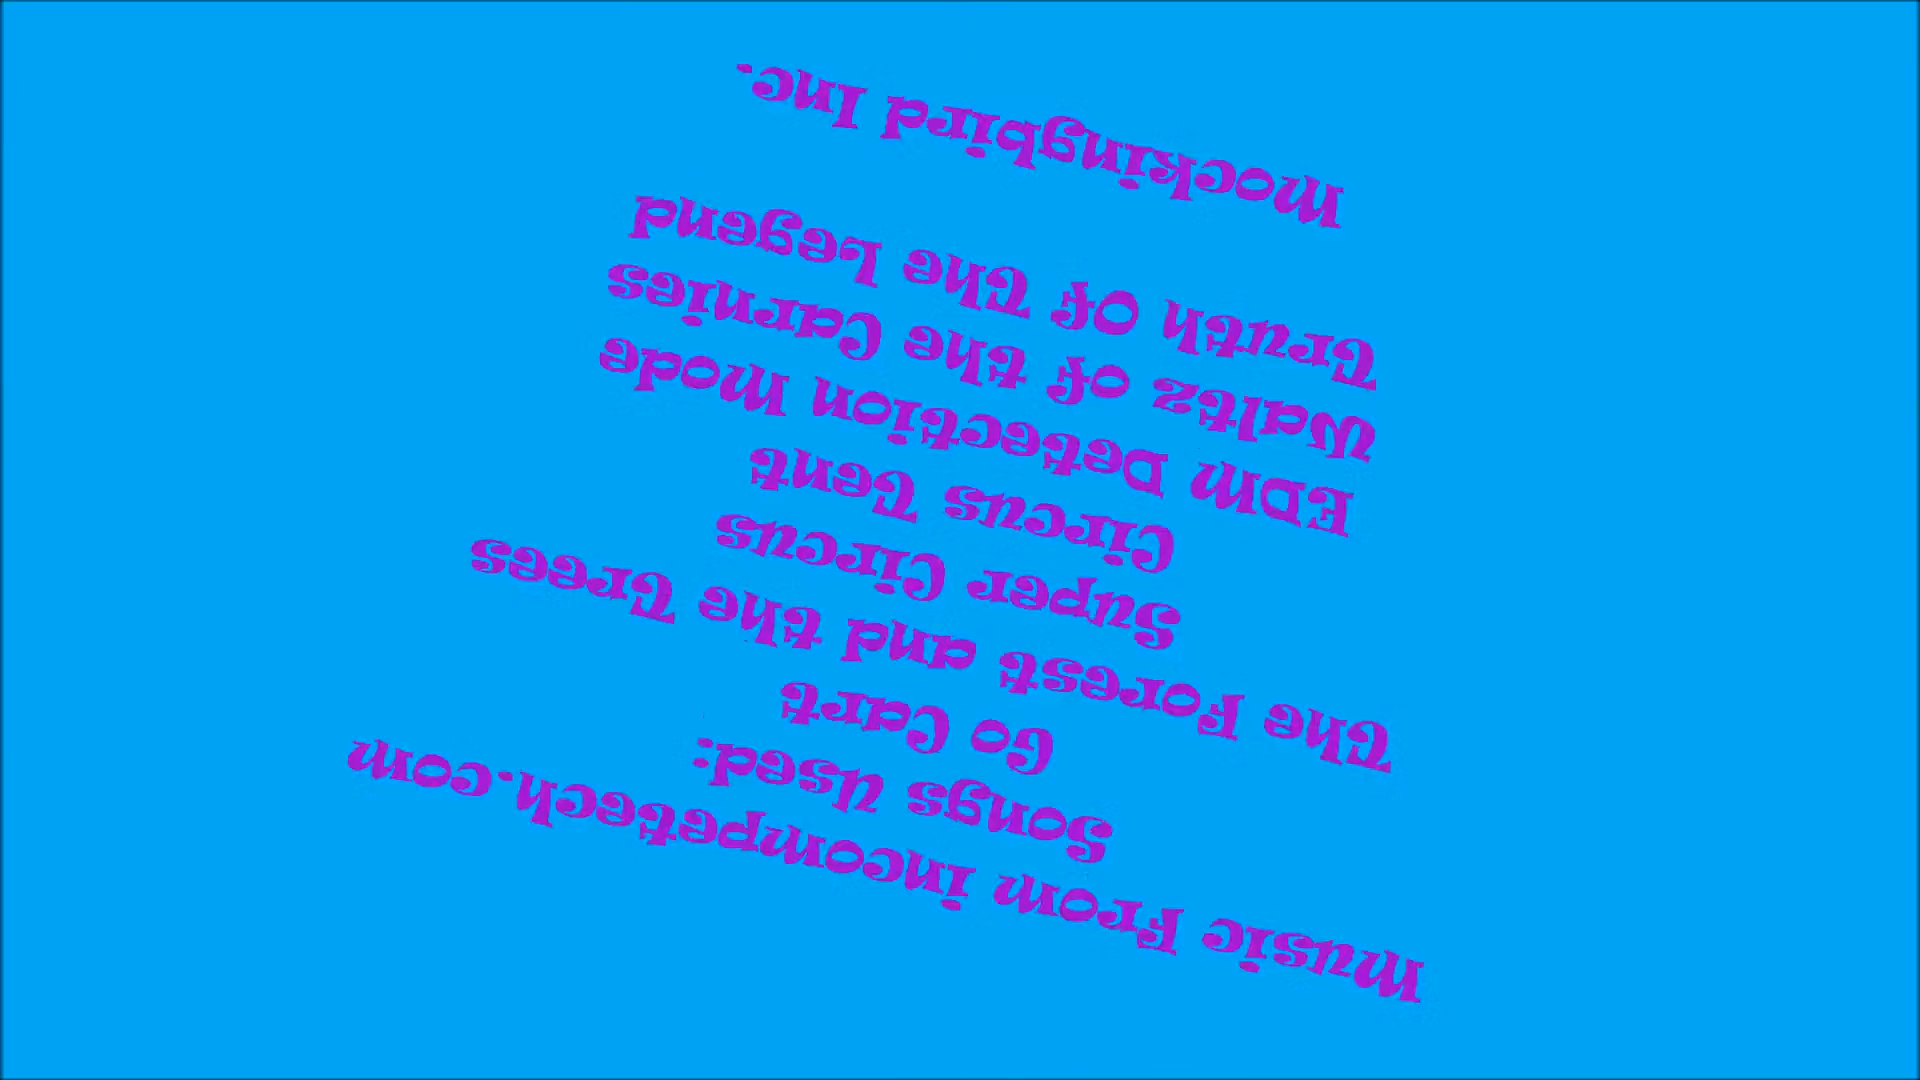 Music From incompetech.com
Songs Used:
Go Cart
The Forest and the Trees
Super Circus
Circus Tent
EDM Detection Mode
Waltz of the Carnies
Truth Of The Legend
Mockingbird Inc.